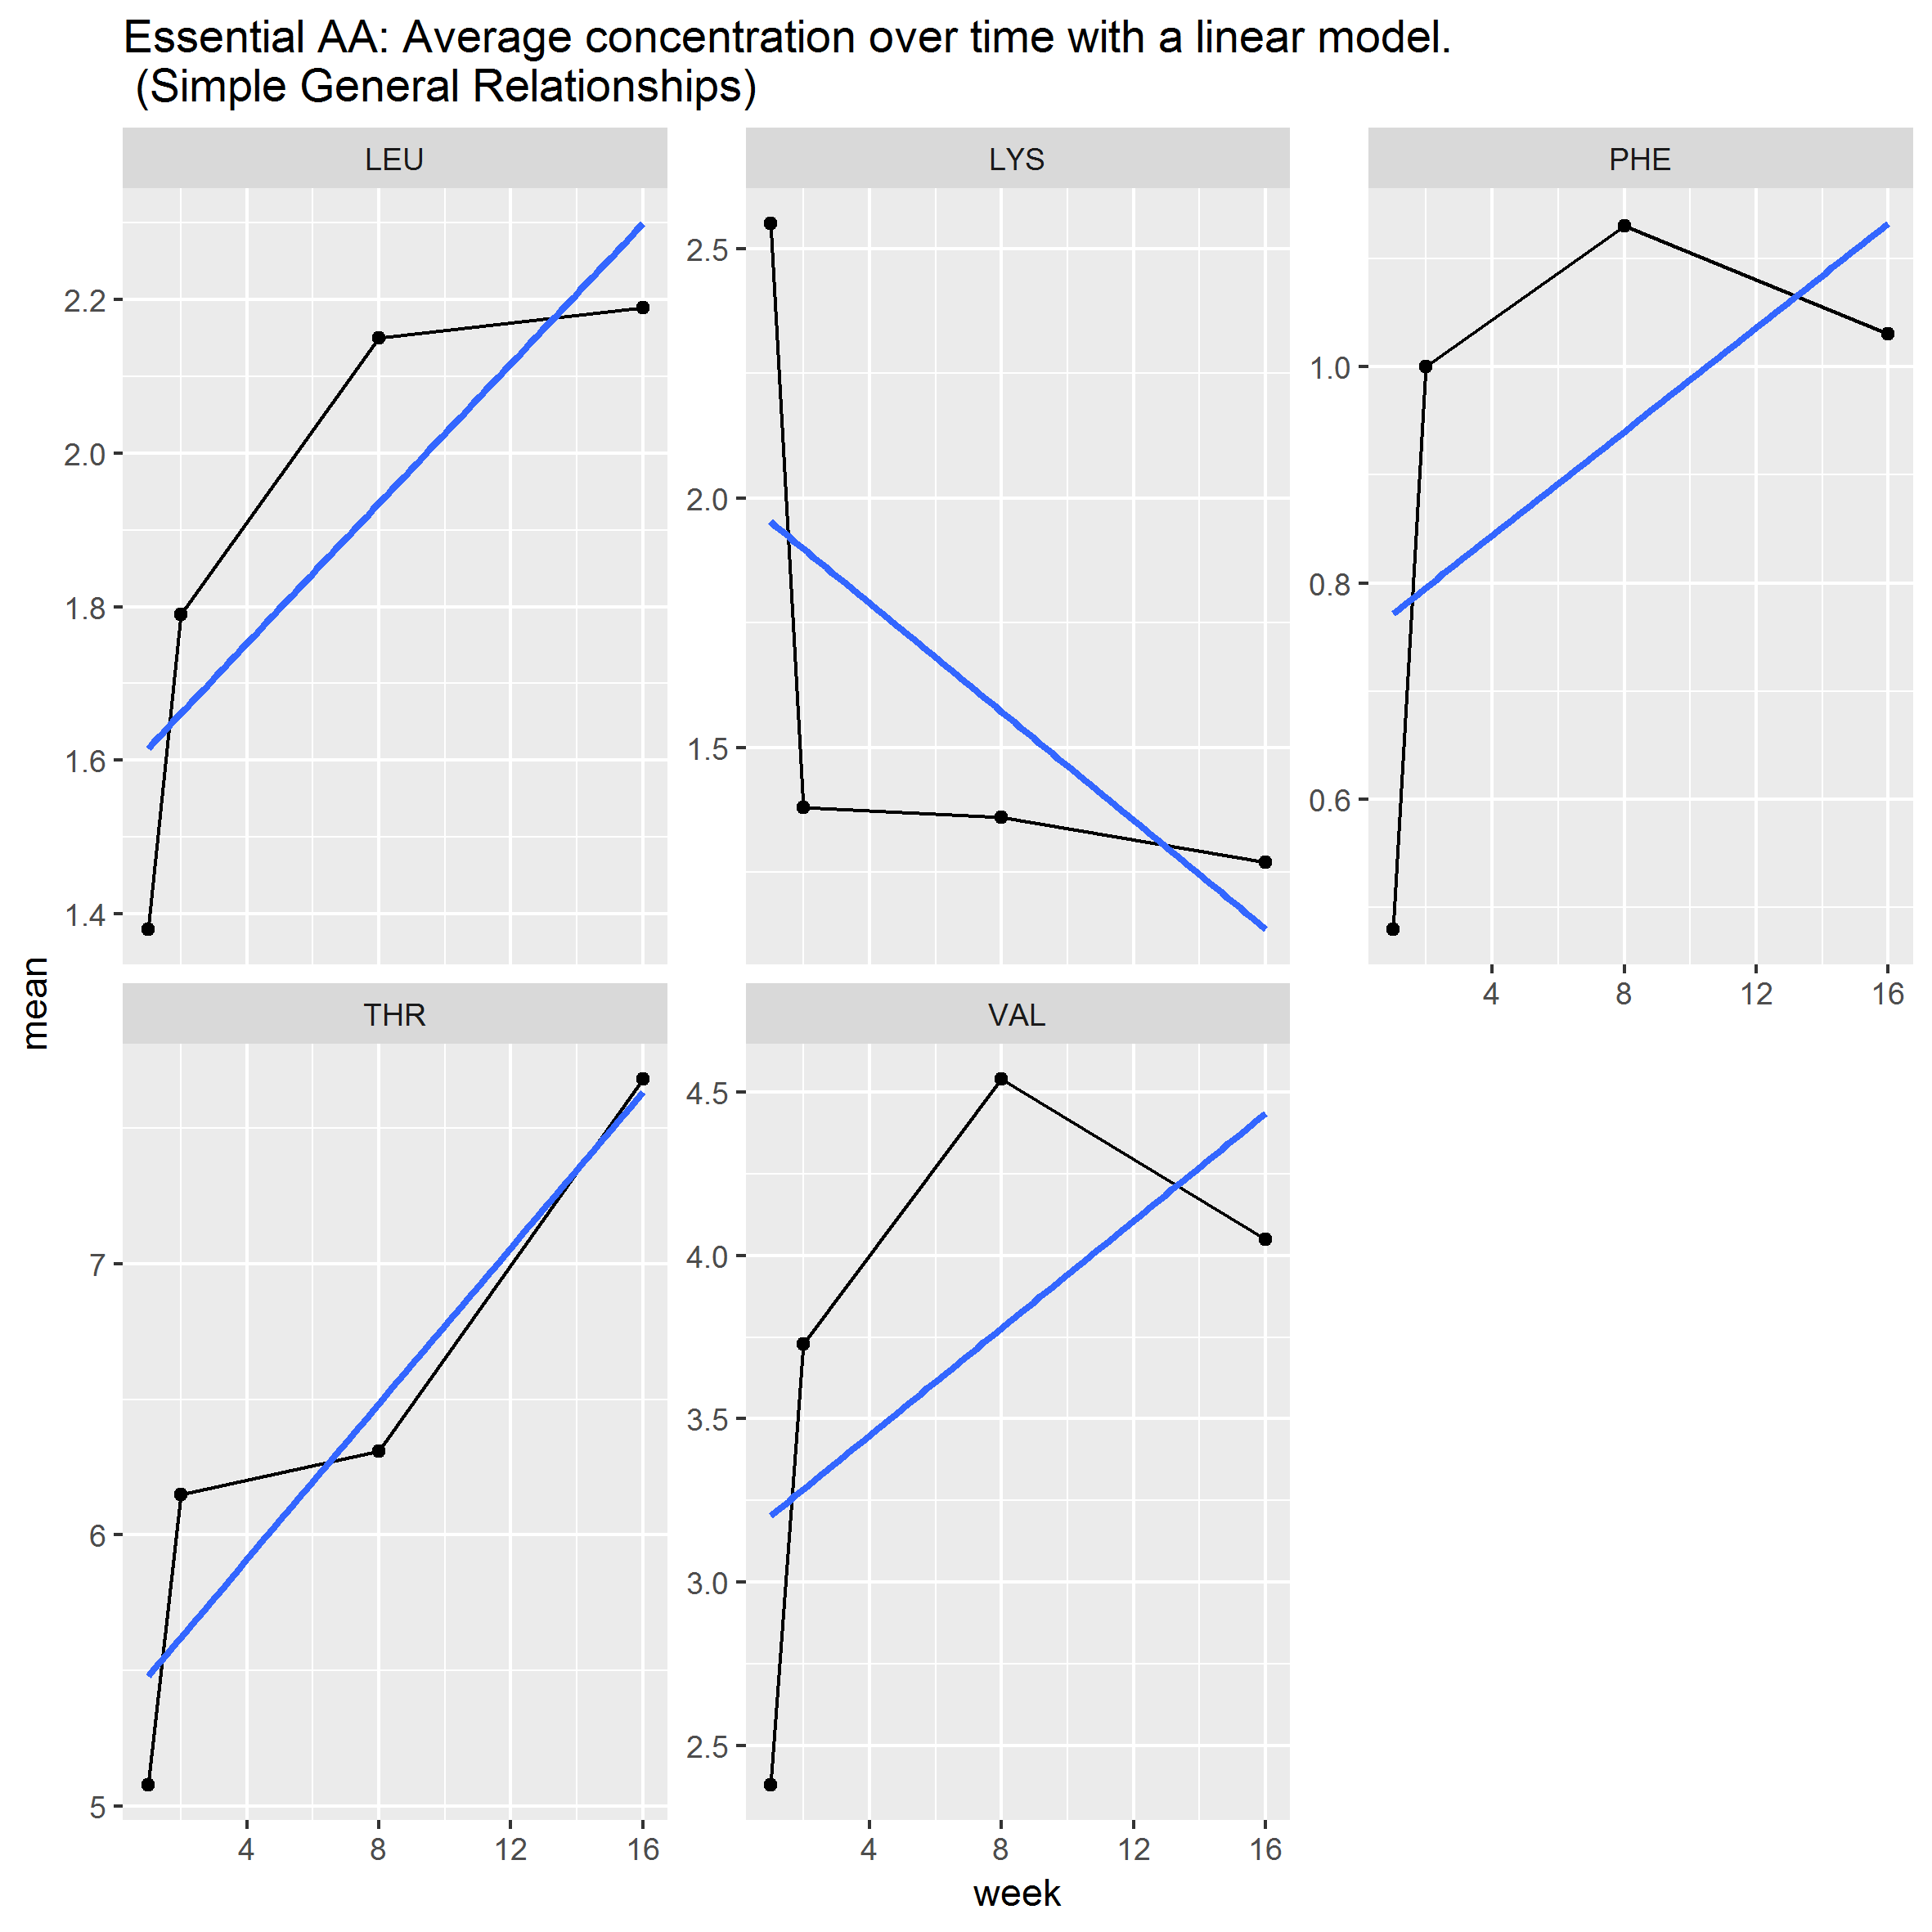 Essential AA: Average concentration over time with a linear model.
(Simple General Relationships)
LEU
LYS
PHE
2.2
2.0
1.8
1.6
1.4
2.5
2.0
1.5
1.0
0.8
0.6
4 8 12 16
mean
THR
VAL
7
6
5
4.5
4.0
3.5
3.0
2.5
4 8 12 16
4 8 12 16
week